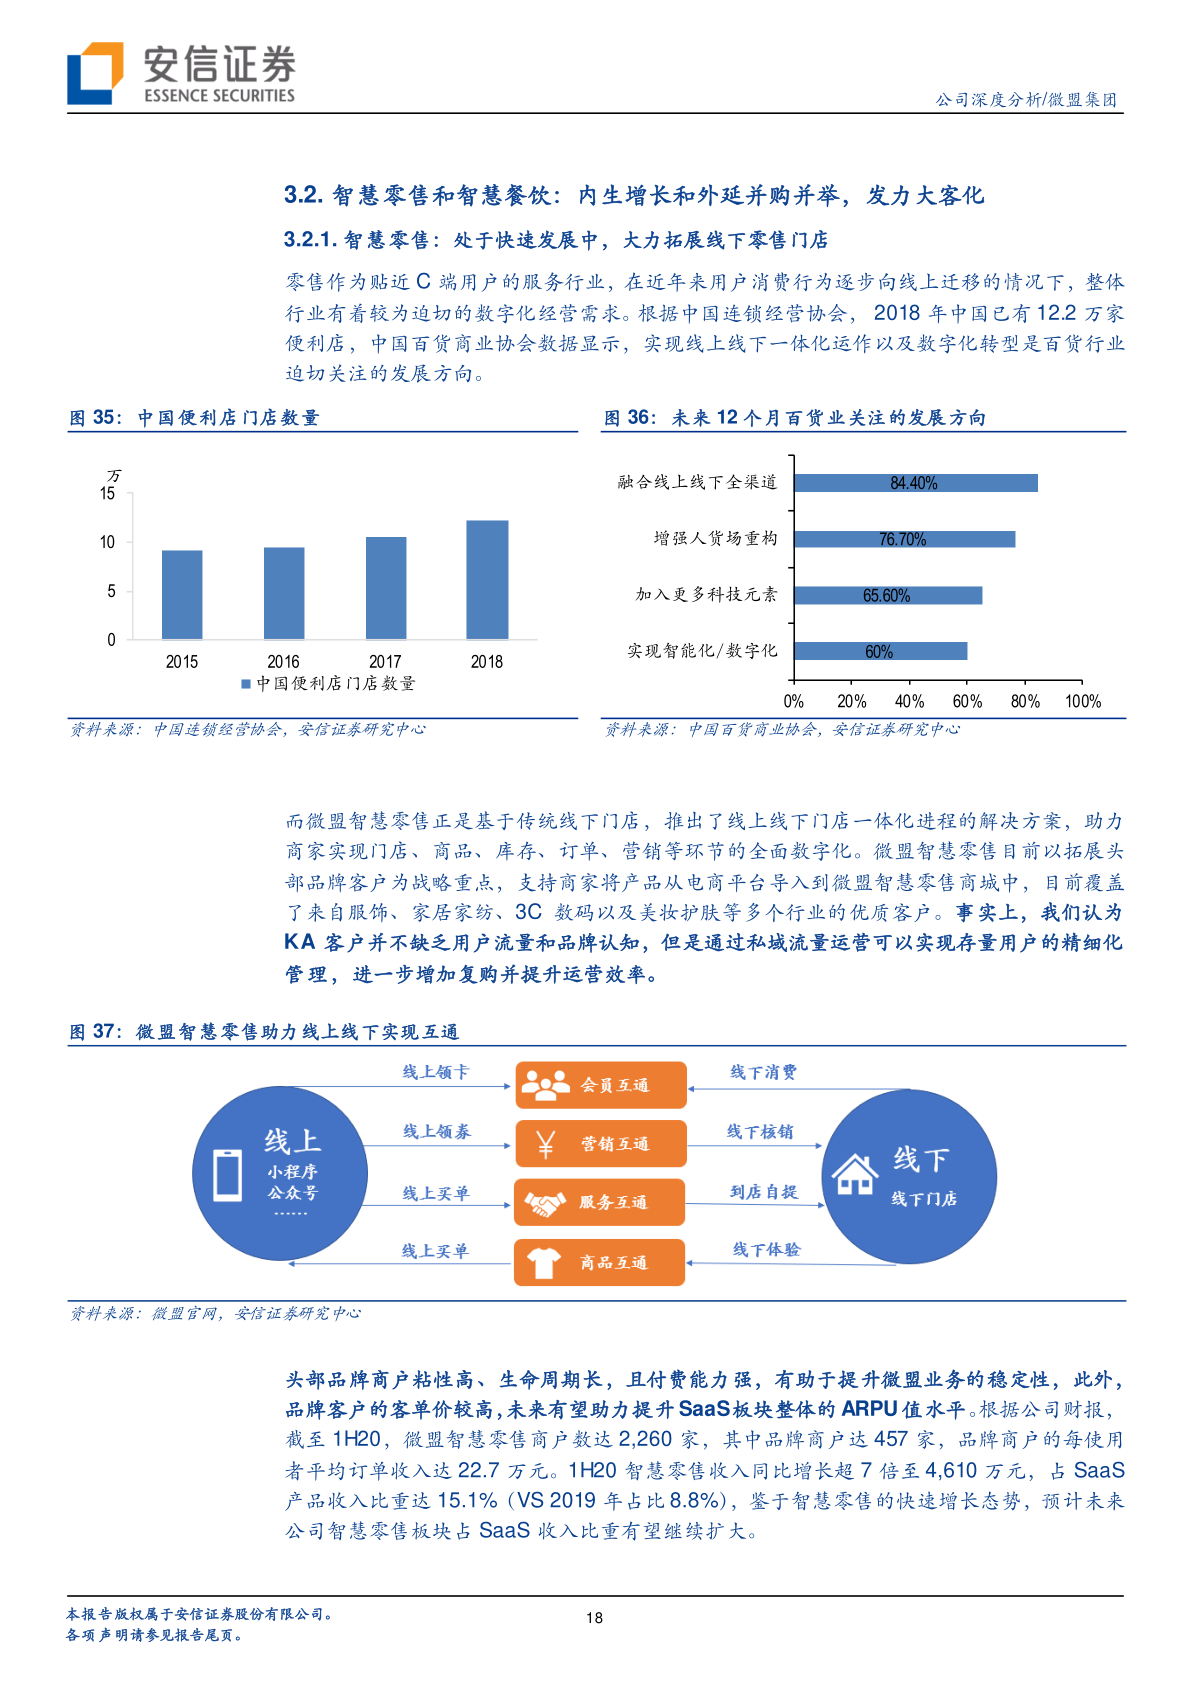 安信证券
ESSENCE SECURITIES
公司深度分析/微盟集团
3.2. 智慧零售和智慧餐饮：内生增长和外延并购并举，发力大客化
3.2.1. 智慧零售：处于快速发展中，大力拓展线下零售门店
零售作为贴近 C 端用户的服务行业，在近年来用户消费行为逐步向线上迁移的情况下，整体
行业有着较为迫切的数字化经营需求。根据中国连锁经营协会， 2018 年中国已有 12.2 万家
便利店，中国百货商业协会数据显示，实现线上线下一体化运作以及数字化转型是百货行业
迫切关注的发展方向。
图 35：中国便利店门店数量
万
15
10
5
0
2015 2016 2017 2018
中国便利店门店数量
资料来源：中国连锁经营协会，安信证券研究中心
图 36：未来 12 个月百货业关注的发展方向
融合线上线下全渠道 84.40%
增强人货场重构 76.70%
加入更多科技元素 65.60%
实现智能化/数字化 60%
0% 20% 40% 60% 80% 100%
资料来源：中国百货商业协会，安信证券研究中心
而微盟智慧零售正是基于传统线下门店，推出了线上线下门店一体化进程的解决方案，助力
商家实现门店、商品、库存、订单、营销等环节的全面数字化。微盟智慧零售目前以拓展头
部品牌客户为战略重点，支持商家将产品从电商平台导入到微盟智慧零售商城中，目前覆盖
了来自服饰、家居家纺、3C 数码以及美妆护肤等多个行业的优质客户。事实上，我们认为
KA 客户并不缺乏用户流量和品牌认知，但是通过私域流量运营可以实现存量用户的精细化
管理，进一步增加复购并提升运营效率。
图 37：微盟智慧零售助力线上线下实现互通
线上领卡 会员互通 线下消费
线上领券 营销互通 线下核销
线上买单 服务互通 到店自提
线上买单 商品互通 线下体验
线上
小程序
公众号
······
线下
线下门店
资料来源：微盟官网，安信证券研究中心
头部品牌商户粘性高、生命周期长，且付费能力强，有助于提升微盟业务的稳定性，此外，
品牌客户的客单价较高，未来有望助力提升 SaaS 板块整体的 ARPU 值水平。根据公司财报，
截至 1H20，微盟智慧零售商户数达 2,260 家，其中品牌商户达 457 家，品牌商户的每使用
者平均订单收入达 22.7 万元。1H20 智慧零售收入同比增长超 7 倍至 4,610 万元，占 SaaS
产品收入比重达 15.1%（VS 2019 年占比 8.8%），鉴于智慧零售的快速增长态势，预计未来
公司智慧零售板块占 SaaS 收入比重有望继续扩大。
本报告版权属于安信证券股份有限公司。
各项声明请参见报告尾页。
18